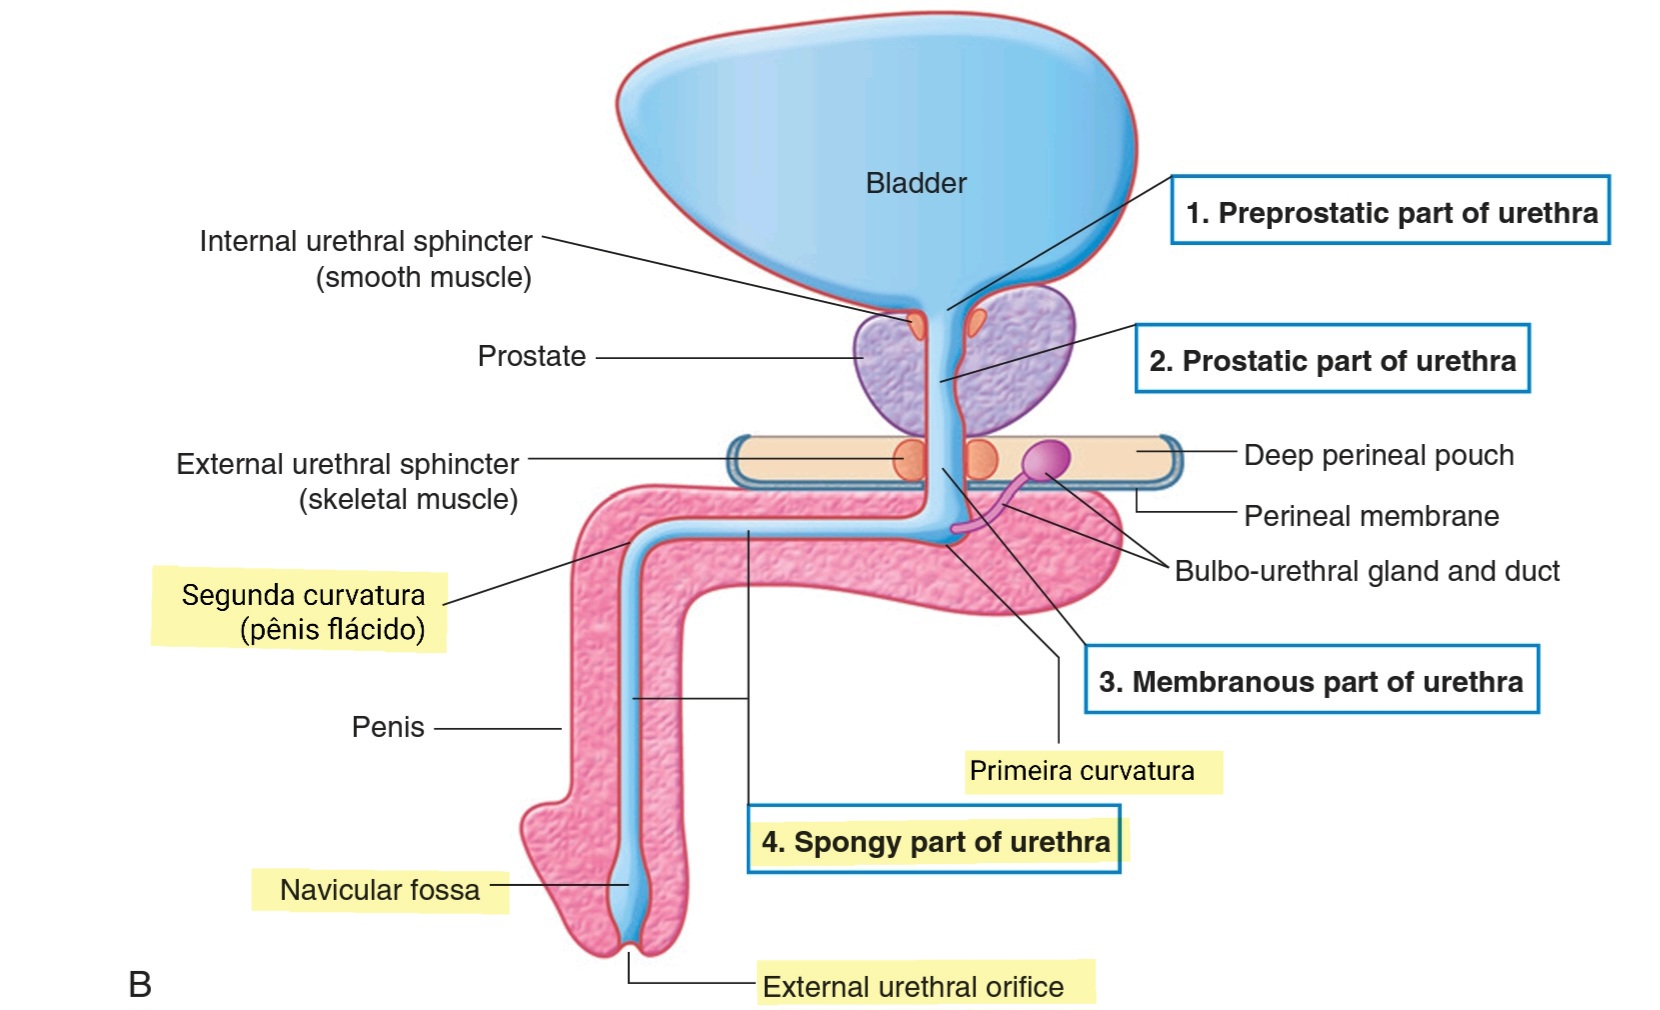 Bladder
1. Preprostatic part of urethra
Internal urethral sphincter
(smooth muscle)
Prostate
2. Prostatic part of urethra
External urethral sphincter
(skeletal muscle)
Deep perineal pouch
Perineal membrane
Bulbo-urethral gland and duct
Segunda curvatura
(pênis flácido)
3. Membranous part of urethra
Penis
Primeira curvatura
4. Spongy part of urethra
Navicular fossa
External urethral orifice
B